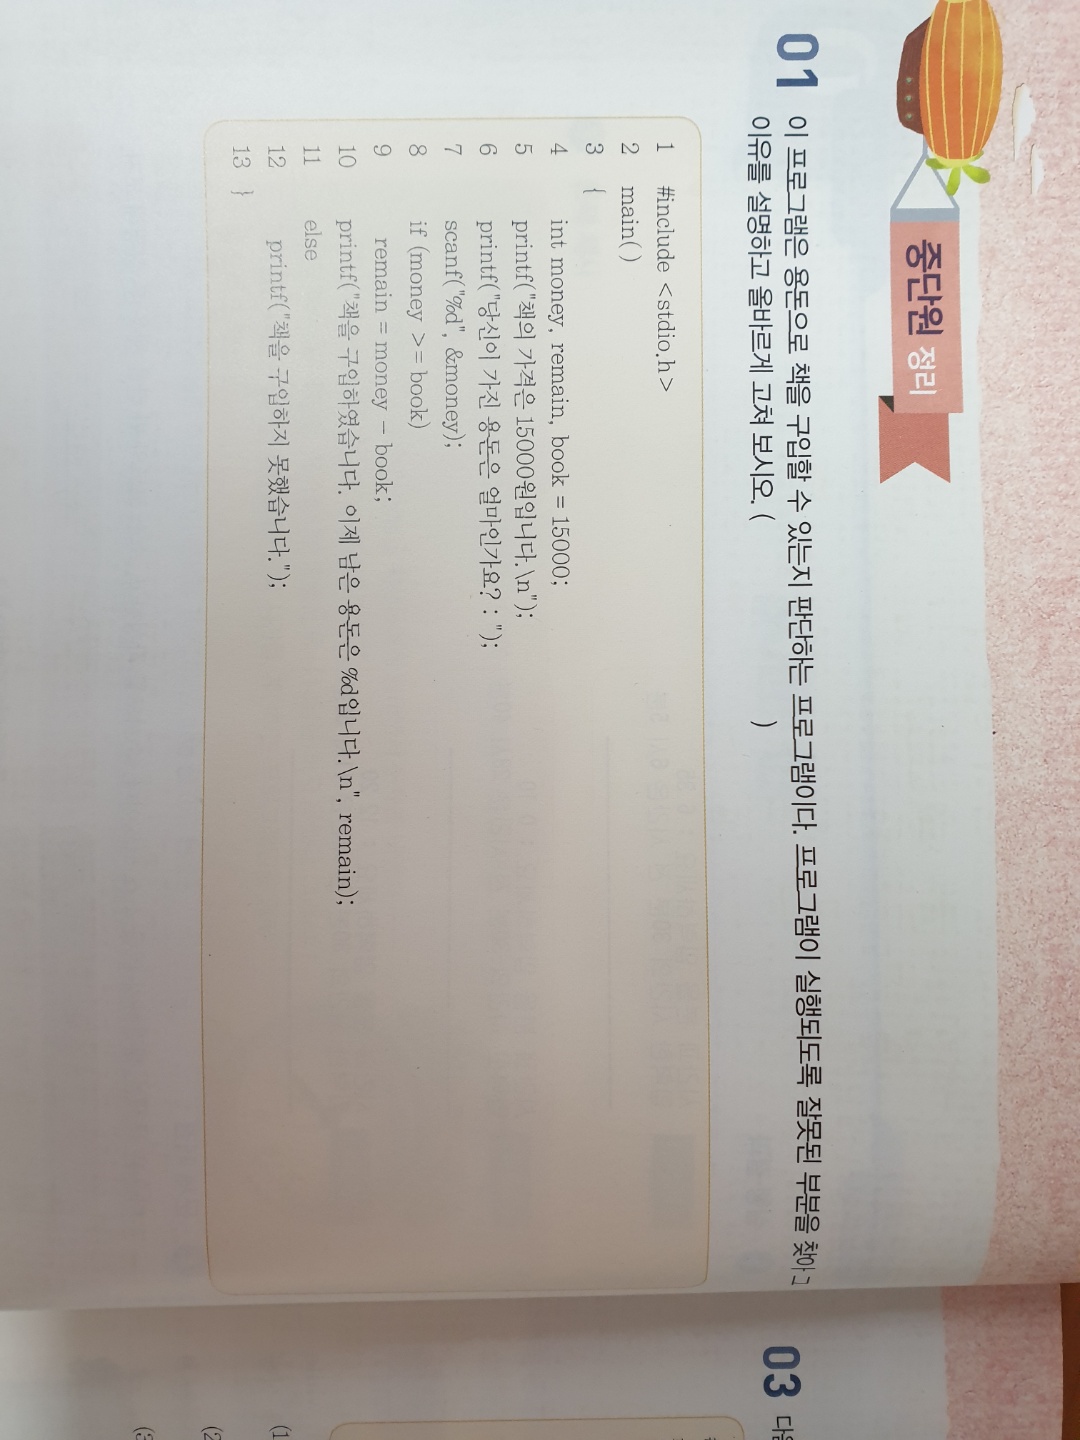 중단원 정리
01 이 프로그램은 용돈으로 책을 구입할 수 있는지 판단하는 프로그램이다. 프로그램이 실행되도록 잘못된 부분을 찾아 그
이유를 설명하고 올바르게 고쳐 보시오. ( )
1 #include <stdio.h>
2 main( )
3 {
4 int money, remain, book = 15000;
5 printf("책의 가격은 15000원입니다.\n");
6 printf("당신이 가진 용돈은 얼마인가요? : ");
7 scanf("%d", &money);
8 if (money >= book)
9 remain = money - book;
10 printf("책을 구입하였습니다. 이제 남은 용돈은 %d입니다.\n", remain);
11 else
12 printf("책을 구입하지 못했습니다.");
13 }
03 다음
(1
(2
(3